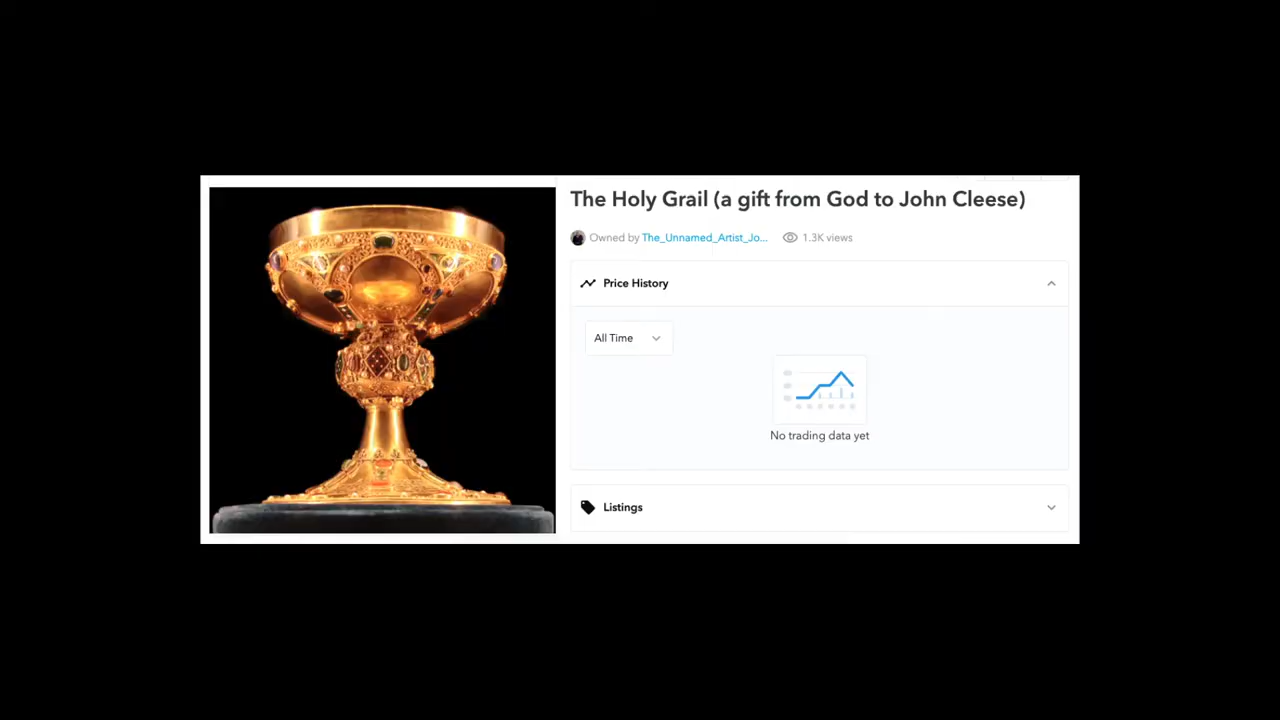 The Holy Grail (a gift from God to John Cleese)
Owned by The_Unnamed_Artist_Jo... 1.3K views
Price History
All Time
No trading data yet
Listings